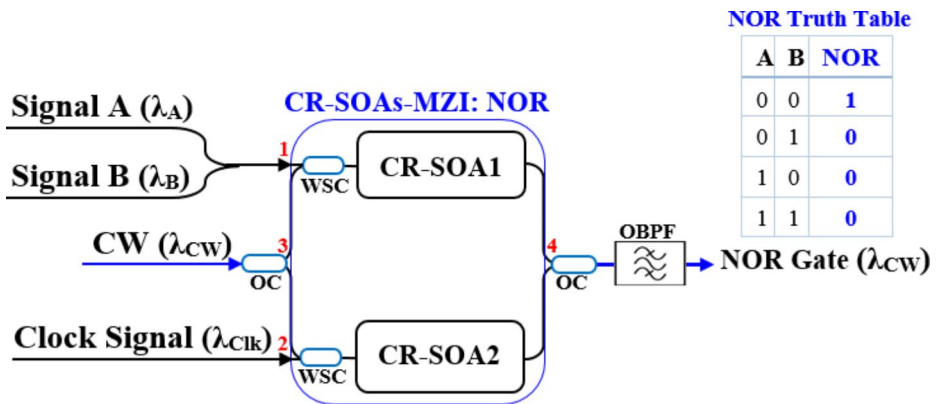 NOR Truth Table
A B NOR
0 0 1
0 1 0
1 0 0
1 1 0
Signal A (λA)
Signal B (λB)
CR-SOAs-MZI: NOR
1
WSC
CR-SOA1
CW (λCW)
3
OC
4
OC
OBPF
NOR Gate (λCW)
Clock Signal (λClk)
2
WSC
CR-SOA2